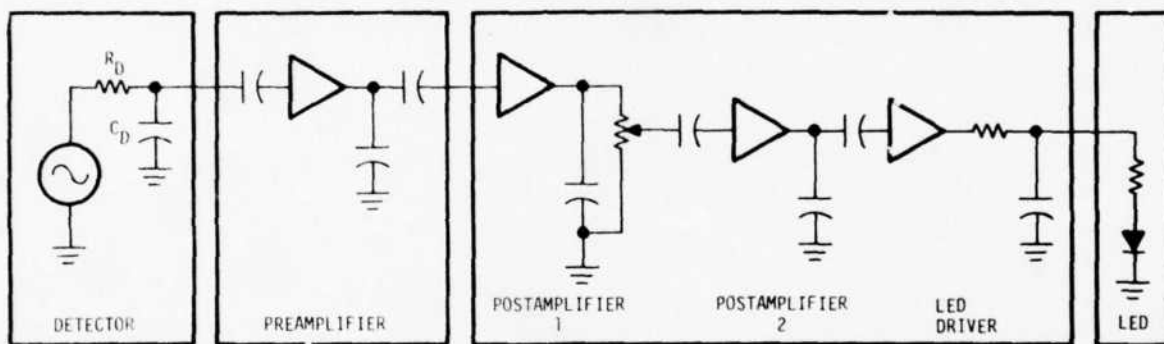 R_D
C_D
DETECTOR
PREAMPLIFIER
POSTAMPLIFIER
1
POSTAMPLIFIER
2
LED
DRIVER
LED